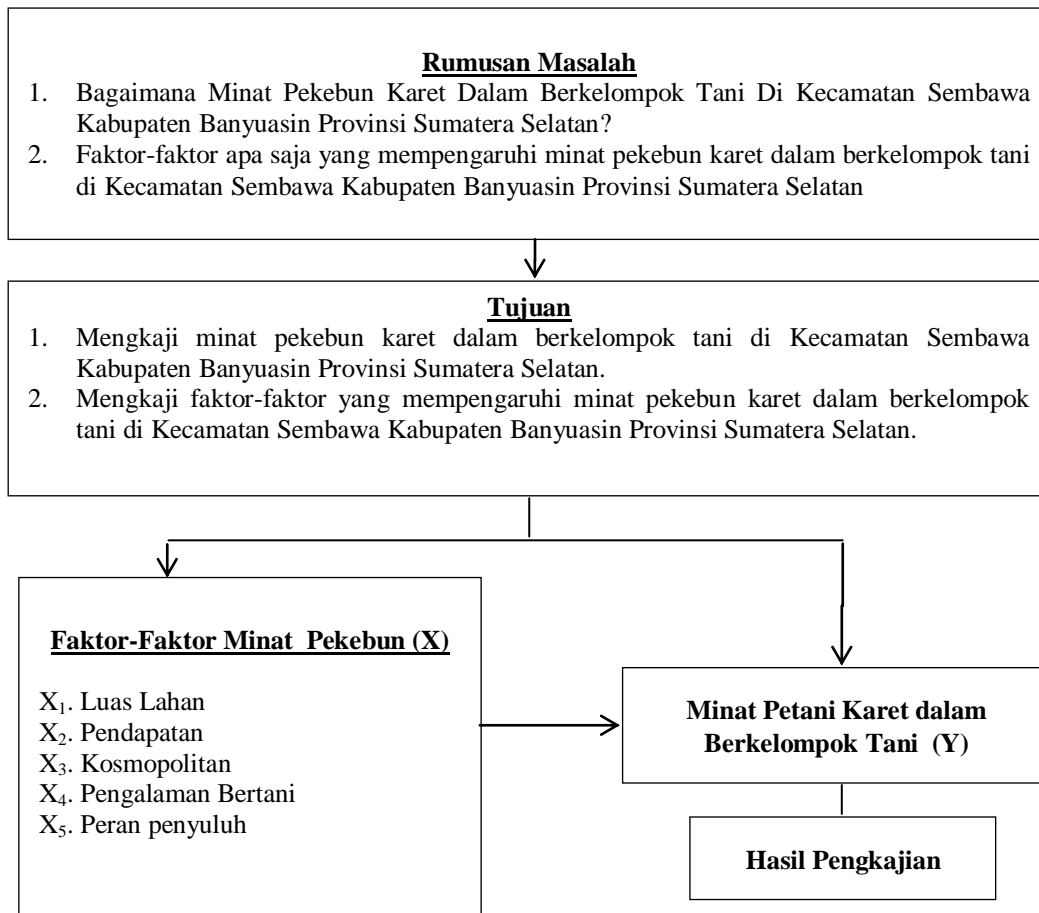 Rumusan Masalah
1. Bagaimana Minat Pekebun Karet Dalam Berkelompok Tani Di Kecamatan Sembawa
Kabupaten Banyuasin Provinsi Sumatera Selatan?
2. Faktor-faktor apa saja yang mempengaruhi minat pekebun karet dalam berkelompok tani
di Kecamatan Sembawa Kabupaten Banyuasin Provinsi Sumatera Selatan
Tujuan
1. Mengkaji minat pekebun karet dalam berkelompok tani di Kecamatan Sembawa
Kabupaten Banyuasin Provinsi Sumatera Selatan.
2. Mengkaji faktor-faktor yang mempengaruhi minat pekebun karet dalam berkelompok
tani di Kecamatan Sembawa Kabupaten Banyuasin Provinsi Sumatera Selatan.
Faktor-Faktor Minat Pekebun (X)
X₁. Luas Lahan
X₂. Pendapatan
X₃. Kosmopolitan
X₄. Pengalaman Bertani
X₅. Peran penyuluh
Minat Petani Karet dalam
Berkelompok Tani (Y)
Hasil Pengkajian